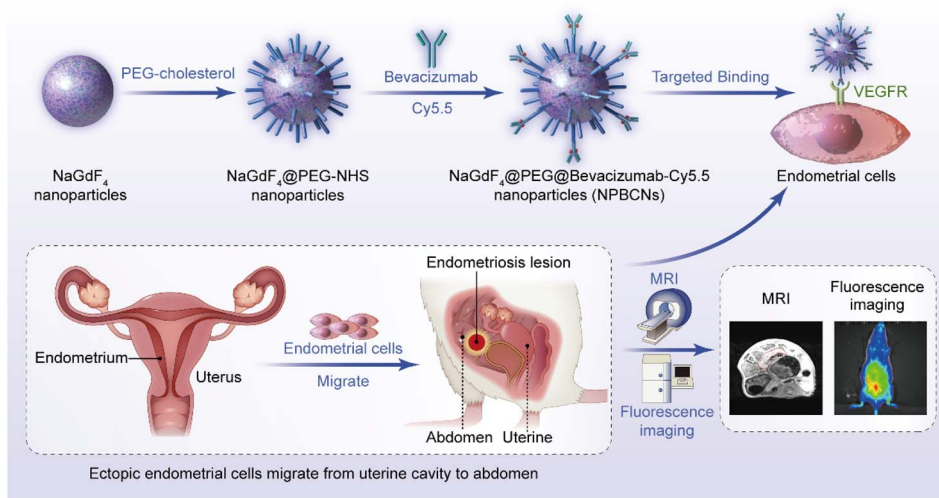 PEG-cholesterol
Bevacizumab
Cy5.5
Targeted Binding
VEGFR
NaGdF4
nanoparticles
NaGdF4@PEG-NHS
nanoparticles
NaGdF4@PEG@Bevacizumab-Cy5.5
nanoparticles (NPBCNs)
Endometrial cells
Endometrium
Uterus
Endometrial cells
Migrate
Endometriosis lesion
Abdomen
Uterine
MRI
Fluorescence
imaging
MRI
Fluorescence
imaging
Ectopic endometrial cells migrate from uterine cavity to abdomen